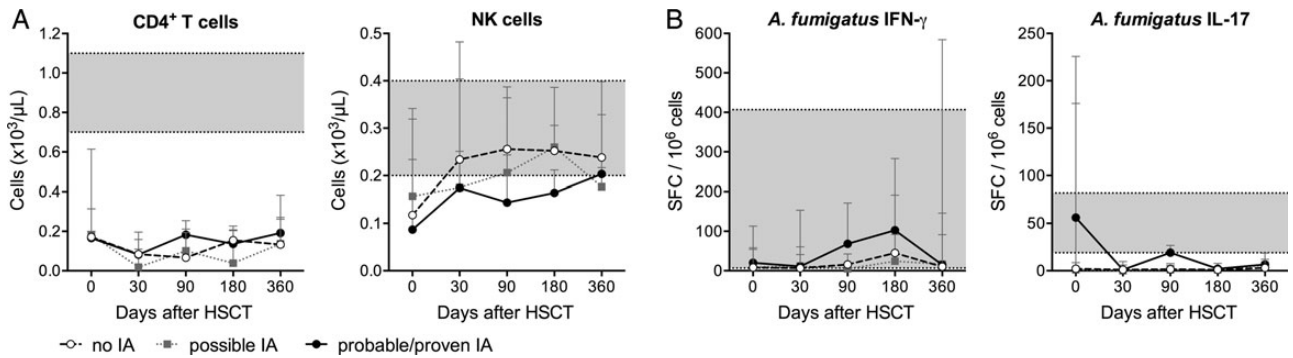 A
CD4⁺ T cells
Cells (x10³/µL)
1.2
1.0
0.8
0.6
0.4
0.2
0.0
0 30 90 180 360
Days after HSCT
NK cells
Cells (x10³/µL)
0.5
0.4
0.3
0.2
0.1
0.0
0 30 90 180 360
Days after HSCT
no IA possible IA probable/proven IA
B
A. fumigatus IFN-γ
SFC / 10⁶ cells
600
500
400
300
200
100
0
0 30 90 180 360
Days after HSCT
A. fumigatus IL-17
SFC / 10⁶ cells
250
200
150
100
50
0
0 30 90 180 360
Days after HSCT